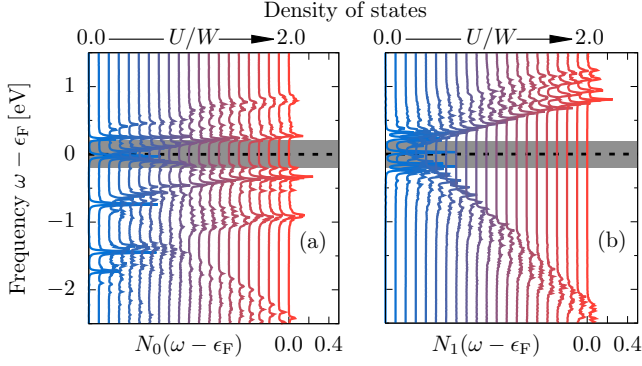 Density of states
0.0 U/W 2.0 0.0 U/W 2.0
Frequency ω − ϵF [eV]
1
0
−1
−2
(a) (b)
N0(ω − ϵF) 0.0 0.4 N1(ω − ϵF) 0.0 0.4